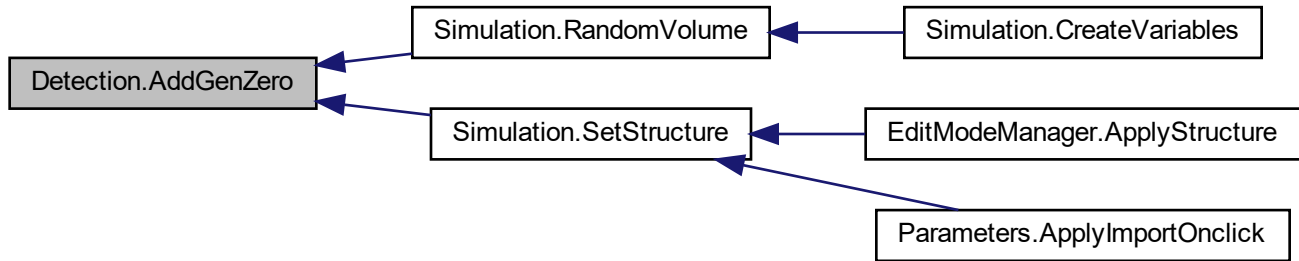 Simulation.RandomVolume
Simulation.CreateVariables
Detection.AddGenZero
Simulation.SetStructure
EditModeManager.ApplyStructure
Parameters.ApplyImportOnclick